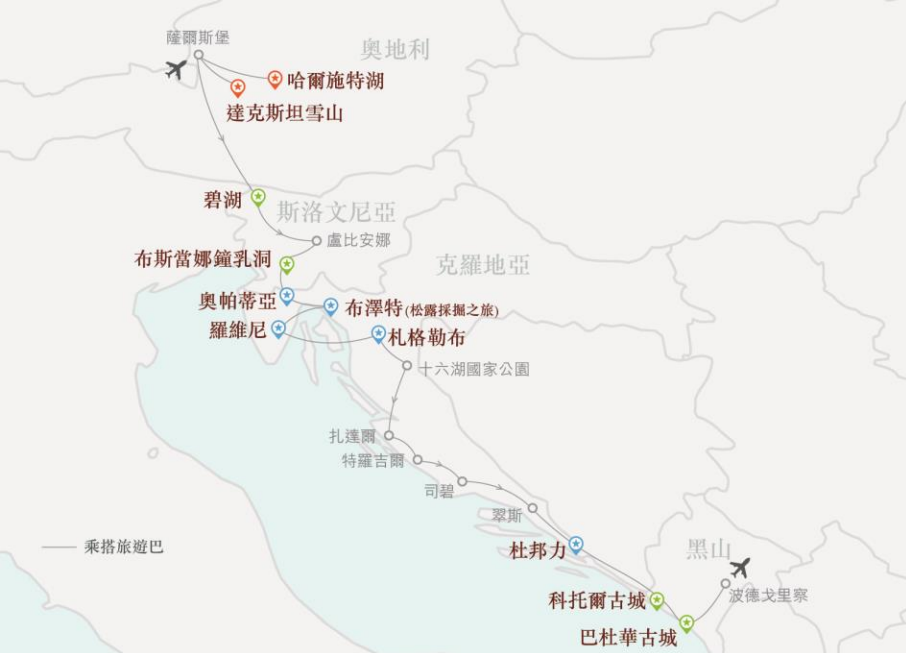 薩爾斯堡
奧地利
哈爾施特湖
達克斯坦雪山
碧湖
斯洛文尼亞
盧比安娜
克羅地亞
布斯當娜鐘乳洞
奧帕蒂亞
布澤特(松露採掘之旅)
羅維尼
札格勒布
十六湖國家公園
扎達爾
特羅吉爾
司碧
翠斯
乘搭旅遊巴
杜邦力
黑山
波德戈里察
科托爾古城
巴杜華古城